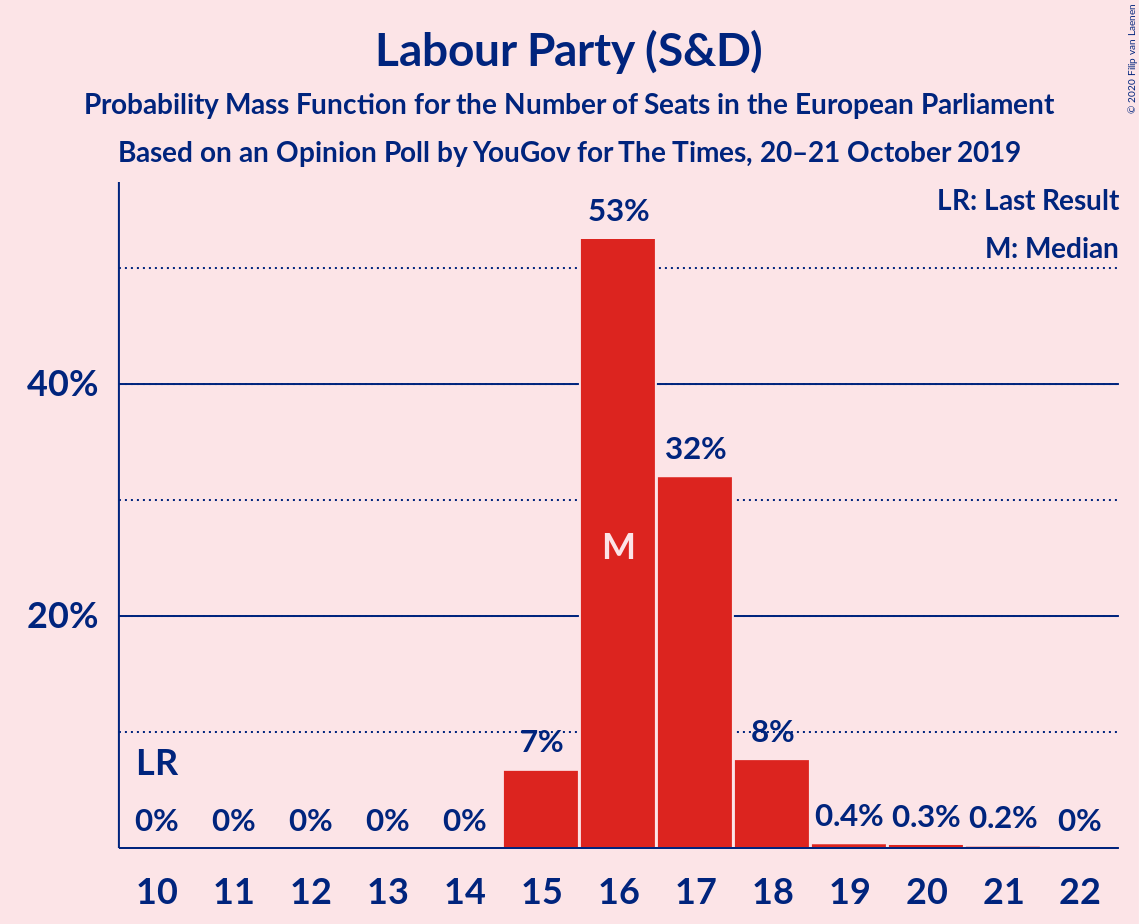 Labour Party (S&D)
Probability Mass Function for the Number of Seats in the European Parliament
Based on an Opinion Poll by YouGov for The Times, 20–21 October 2019
© 2020 Filip van Laenen
LR: Last Result
M: Median
53%
40%
32%
M
20%
LR
7%
8%
0% 0% 0% 0% 0% 0.4% 0.3% 0.2% 0%
10 11 12 13 14 15 16 17 18 19 20 21 22